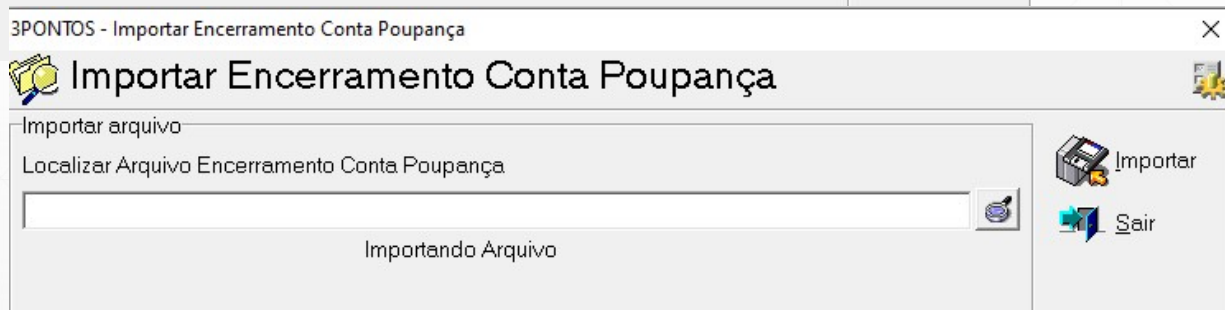 3PONTOS - Importar Encerramento Conta Poupança
Importar Encerramento Conta Poupança
Importar arquivo
Localizar Arquivo Encerramento Conta Poupança
Importando Arquivo
Importar
Sair